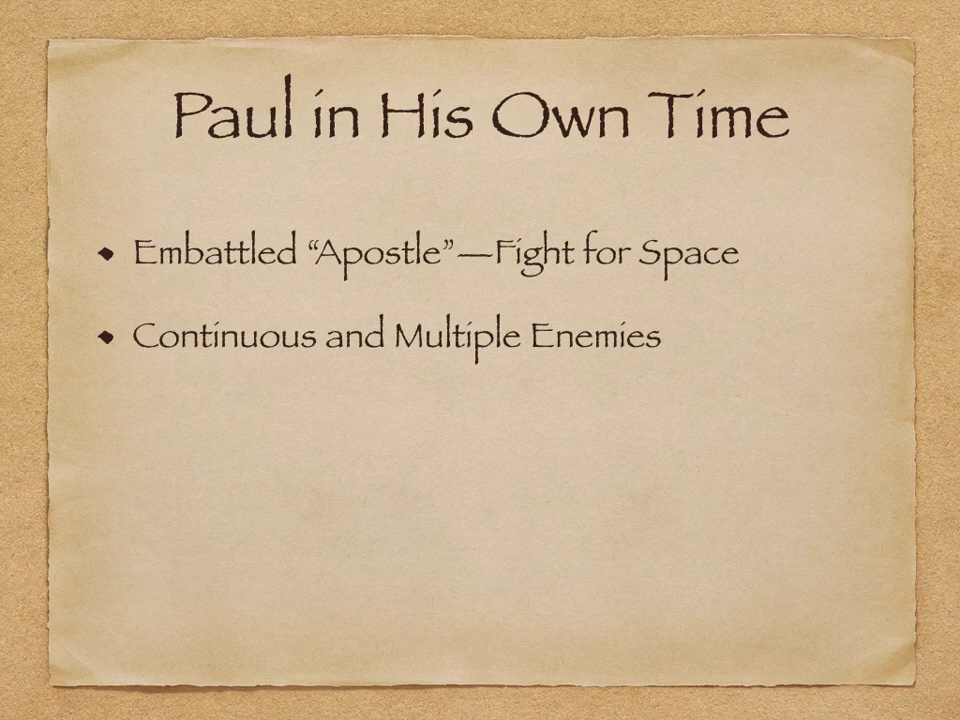 Paul in His Own Time
Embattled “Apostle”—Fight for Space
Continuous and Multiple Enemies